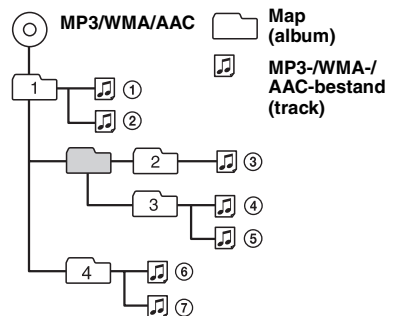 MP3/WMA/AAC
Map
(album)
MP3-/WMA-/
AAC-bestand
(track)
1
①
②
2
③
3
④
⑤
4
⑥
⑦